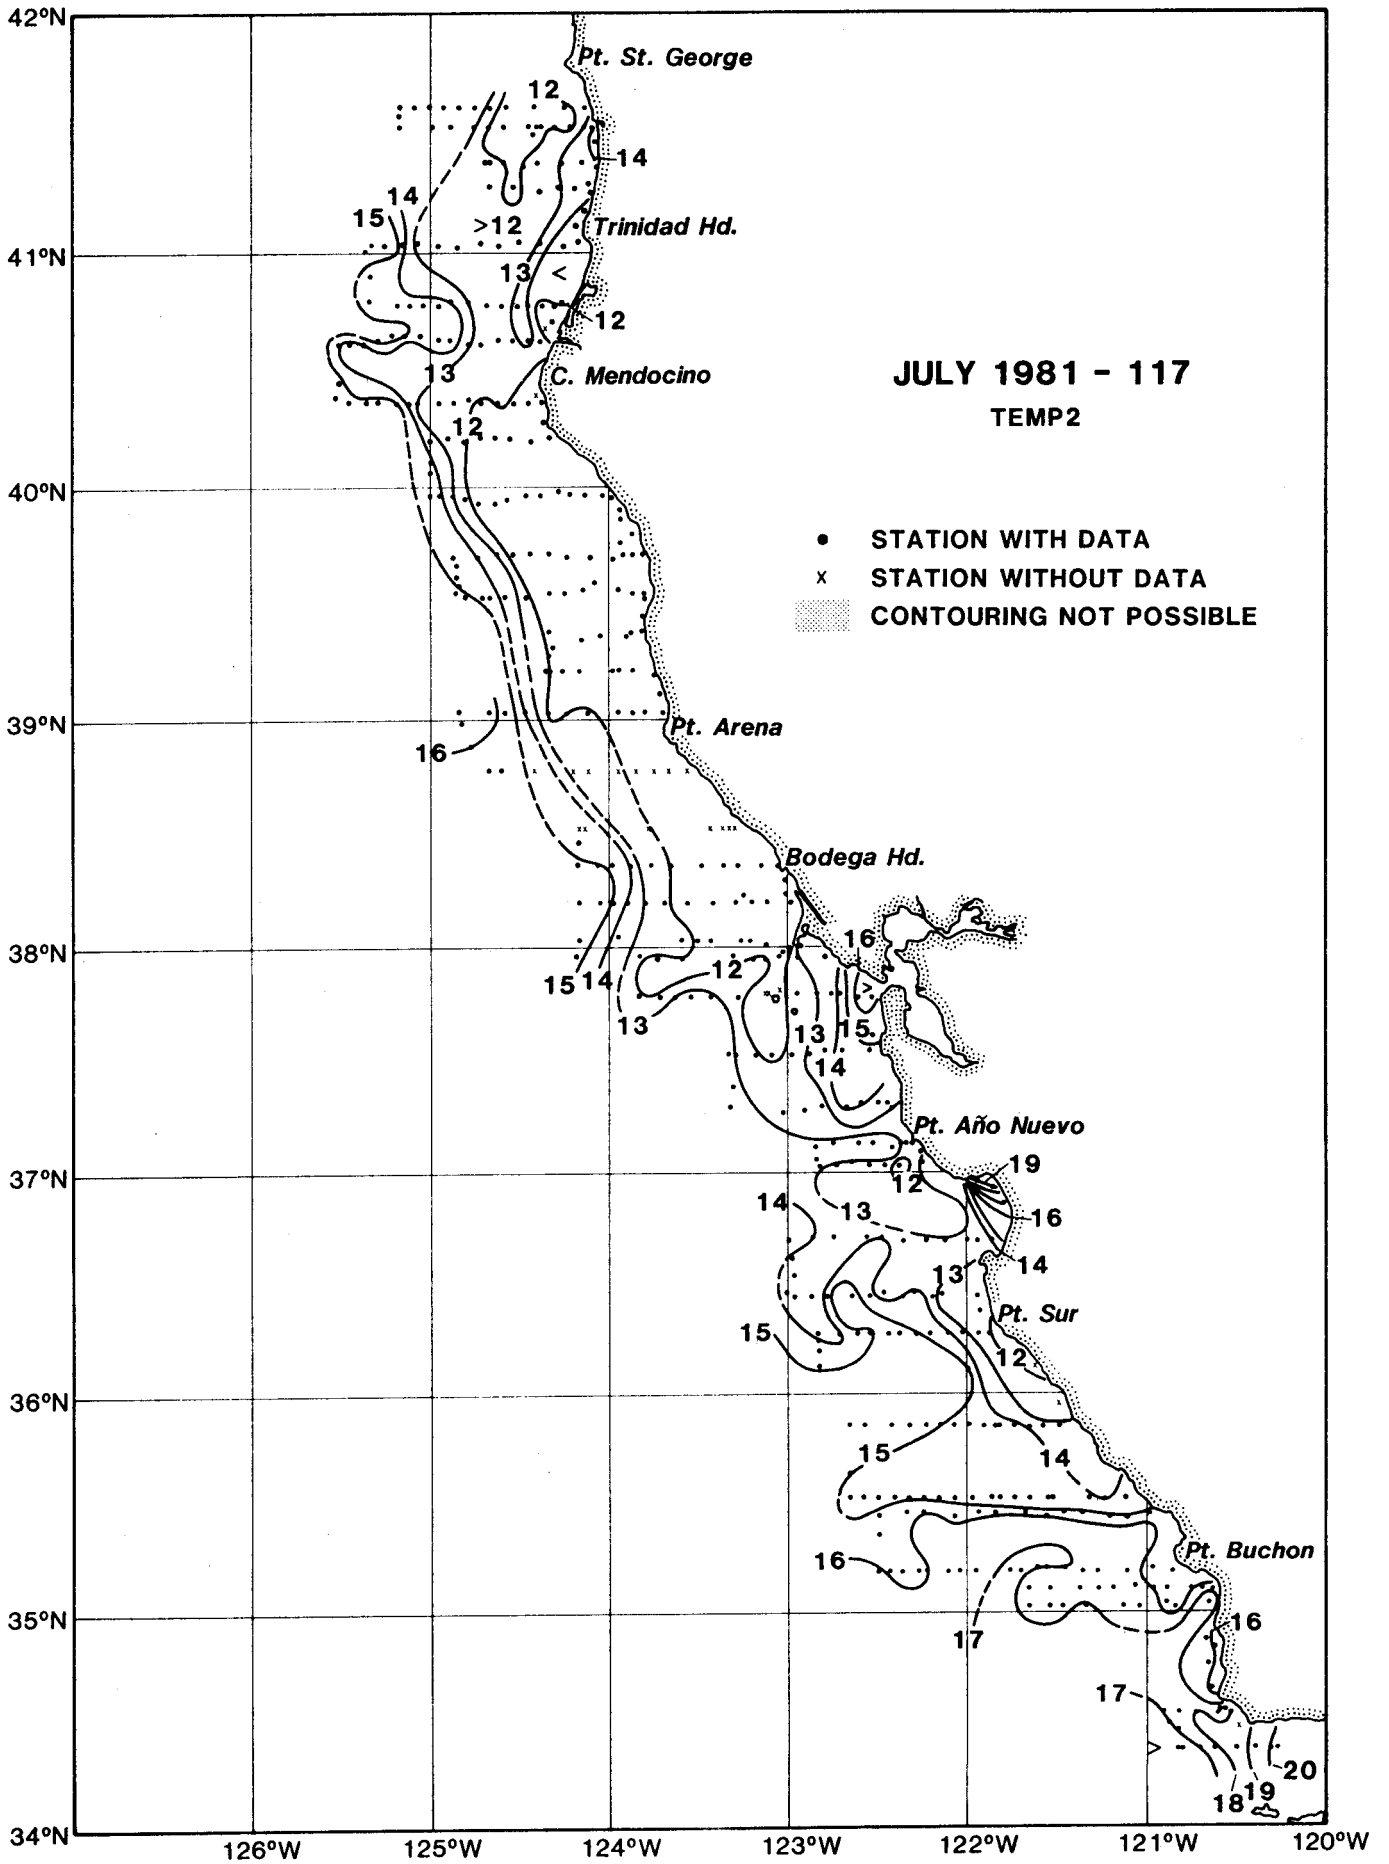 42°N
Pt. St. George
12
14
14
15
>12
Trinidad Hd.
41°N
13 <
12
13
C. Mendocino
JULY 1981 - 117
TEMP2
12
40°N
• STATION WITH DATA
x STATION WITHOUT DATA
CONTOURING NOT POSSIBLE
39°N
Pt. Arena
16
Bodega Hd.
38°N
16
12
15 14
>
13
13 15
14
Pt. Año Nuevo
37°N
19
12
14
13
16
14
13
Pt. Sur
15
12
36°N
15
14
Pt. Buchon
16
35°N
16
17
17
>
20
18 19
34°N
126°W 125°W 124°W 123°W 122°W 121°W 120°W